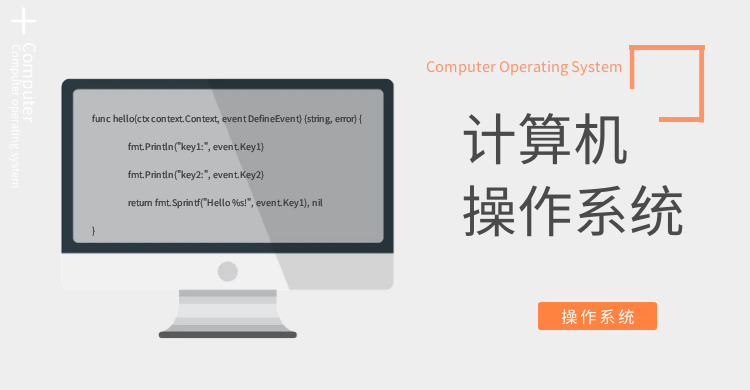 Computer
Computer operating system
func hello(ctx context.Context, event DefineEvent) (string, error) {
fmt.Println("key1:", event.Key1)
fmt.Println("key2:", event.Key2)
return fmt.Sprintf("Hello %s!", event.Key1), nil
}
Computer Operating System
计算机
操作系统
操作系统